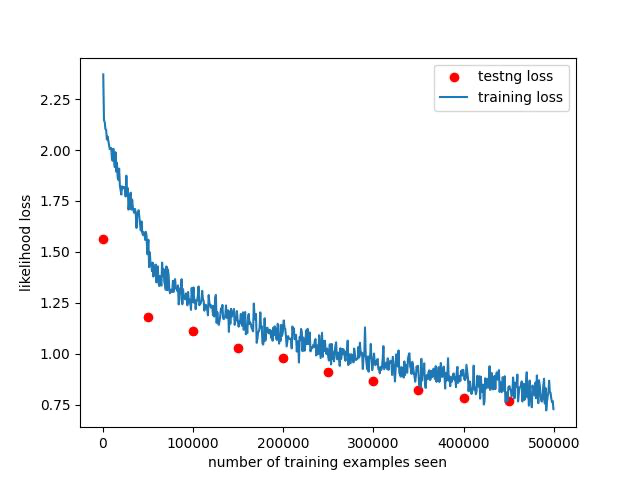 testng loss
training loss
2.25
2.00
1.75
1.50
1.25
1.00
0.75
likelihood loss
0 100000 200000 300000 400000 500000
number of training examples seen